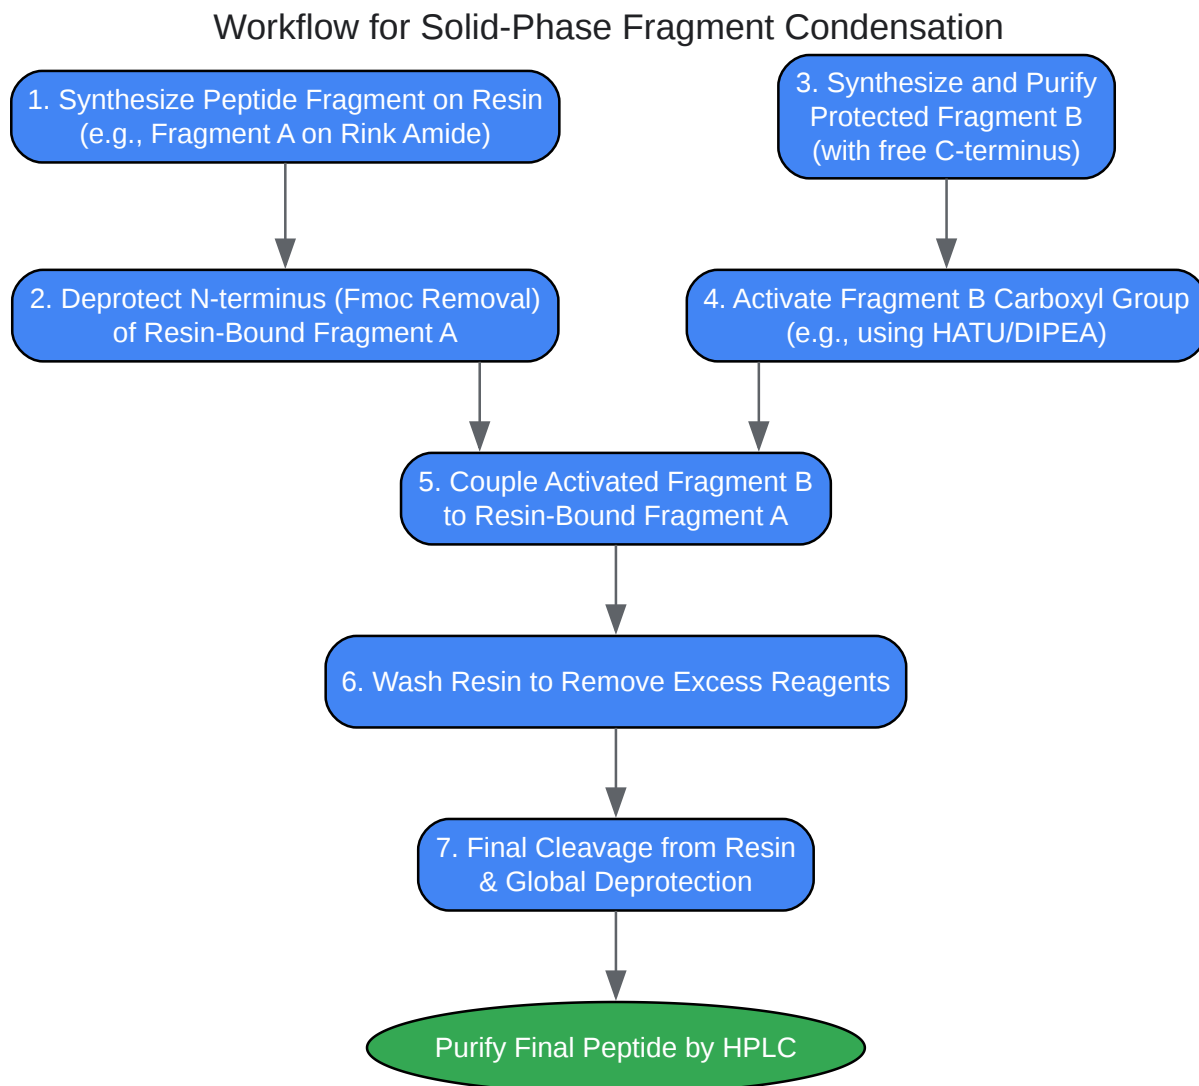 Workflow for Solid-Phase Fragment Condensation
1. Synthesize Peptide Fragment on Resin
(e.g., Fragment A on Rink Amide)
3. Synthesize and Purify
Protected Fragment B
(with free C-terminus)
2. Deprotect N-terminus (Fmoc Removal)
of Resin-Bound Fragment A
4. Activate Fragment B Carboxyl Group
(e.g., using HATU/DIPEA)
5. Couple Activated Fragment B
to Resin-Bound Fragment A
6. Wash Resin to Remove Excess Reagents
7. Final Cleavage from Resin
& Global Deprotection
Purify Final Peptide by HPLC